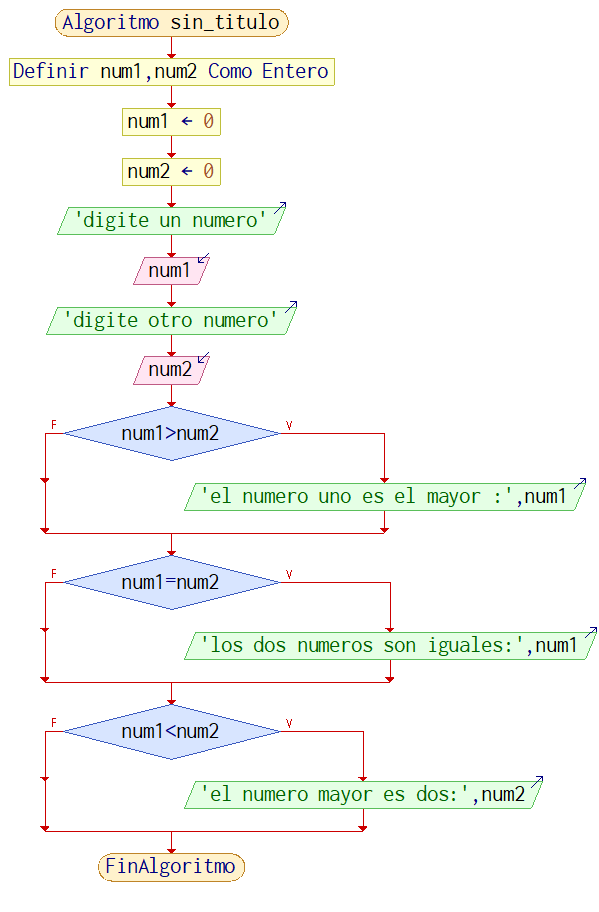 Algoritmo sin_titulo
Definir num1,num2 Como Entero
num1 ← 0
num2 ← 0
'digite un numero'
num1
'digite otro numero'
num2
F
V
num1>num2
'el numero uno es el mayor :',num1
F
V
num1=num2
'los dos numeros son iguales:',num1
F
V
num1<num2
'el numero mayor es dos:',num2
FinAlgoritmo